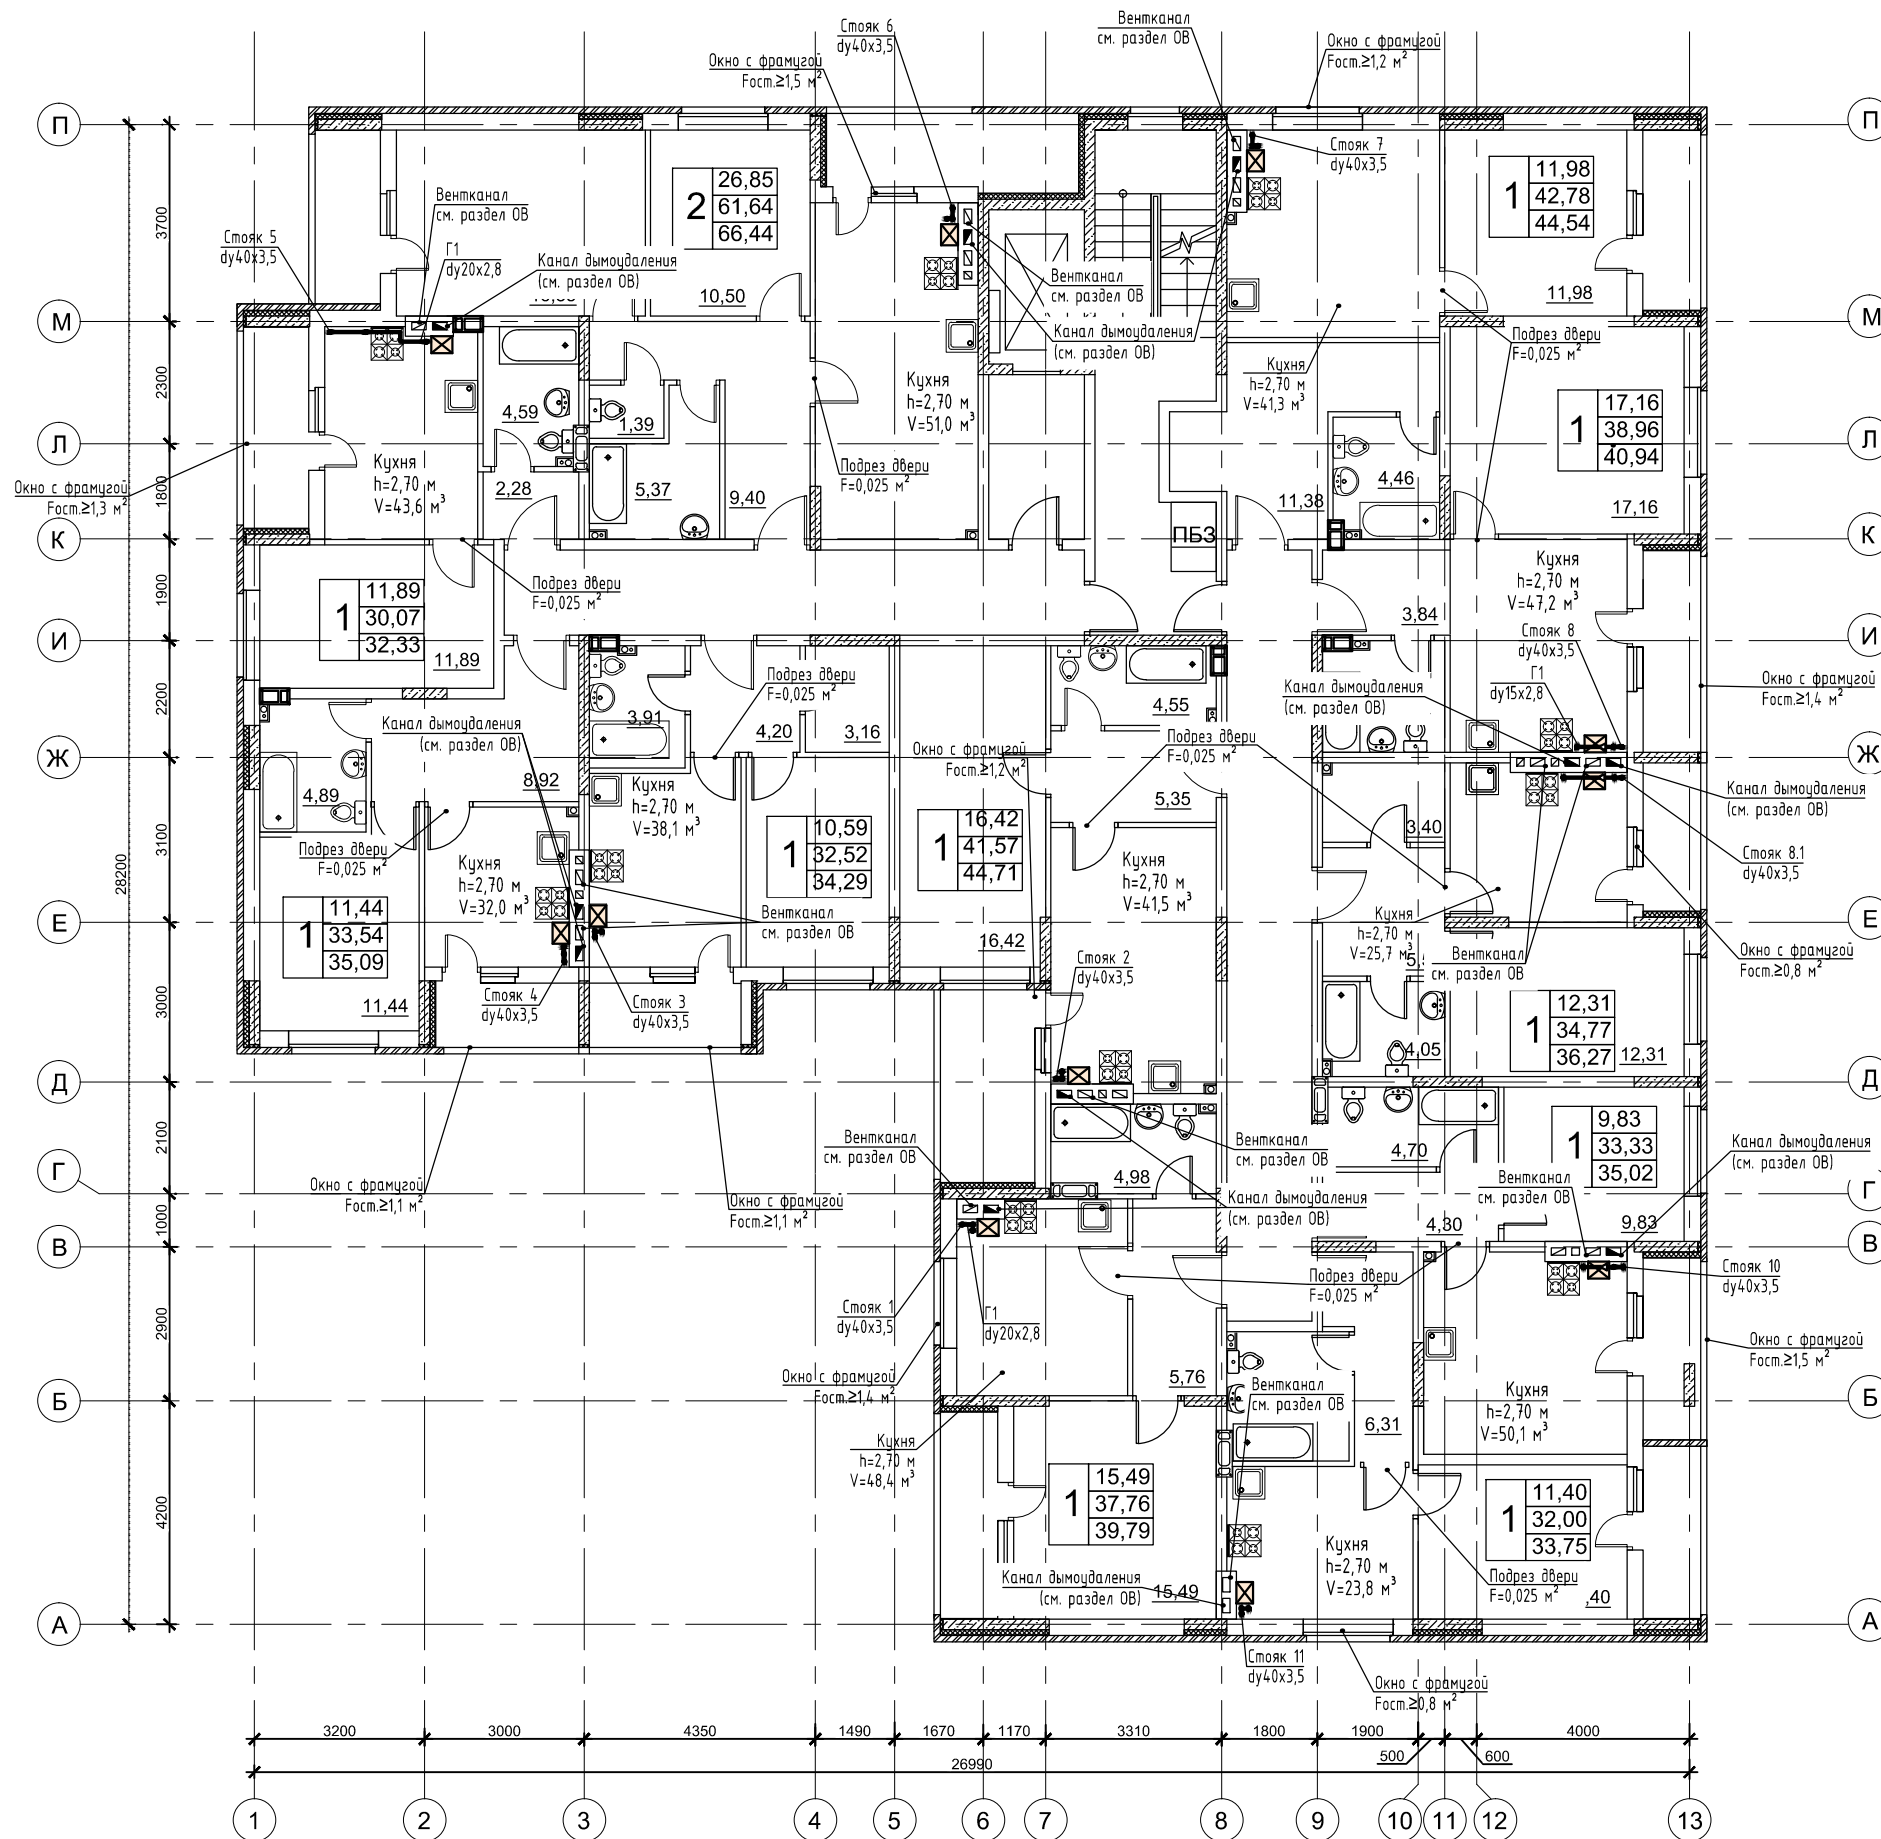 Стояк 6
dy40x3,5
Вентканал
см. раздел ОВ
Окно с фрамугой
Fост.≥1,5 м²
Окно с фрамугой
Fост.≥1,2 м²
П
П
Стояк 7
dy40x3,5
2
26,85
61,64
66,44
1
11,98
42,78
44,54
Вентканал
см. раздел ОВ
3700
Стояк 5
dy40x3,5
Г1
dy20x2,8
Канал дымоудаления
(см. раздел ОВ)
Вентканал
см. раздел ОВ
10,50
11,98
М
М
Канал дымоудаления
(см. раздел ОВ)
Подрез двери
F=0,025 м²
2300
Кухня
h=2,70 м
V=41,3 м³
Кухня
h=2,70 м
V=51,0 м³
4,59
1,39
1
17,16
38,96
40,94
Л
Л
Кухня
h=2,70 м
V=43,6 м³
Подрез двери
F=0,025 м²
Окно с фрамугой
Fост.≥1,3 м²
1800
2,28
5,37
9,40
4,46
11,38
17,16
К
К
ПБЗ
Кухня
h=2,70 м
V=47,2 м³
1900
1
11,89
30,07
32,33
Подрез двери
F=0,025 м²
3,84
И
И
Стояк 8
dy40x3,5
11,89
2200
Подрез двери
F=0,025 м²
Г1
dy15x2,8
Канал дымоудаления
(см. раздел ОВ)
Окно с фрамугой
Fост.≥1,4 м²
Канал дымоудаления
(см. раздел ОВ)
3,91
4,20
3,16
4,55
Подрез двери
F=0,025 м²
Окно с фрамугой
Fост.≥1,2 м²
Ж
Ж
4,89
8,92
Кухня
h=2,70 м
V=38,1 м³
5,35
Канал дымоудаления
(см. раздел ОВ)
3100
28200
Подрез двери
F=0,025 м²
1
10,59
32,52
34,29
1
16,42
41,57
44,71
3,40
Кухня
h=2,70 м
V=32,0 м³
Кухня
h=2,70 м
V=41,5 м³
Стояк 8.1
dy40x3,5
1
11,44
33,54
35,09
Вентканал
см. раздел ОВ
Кухня
h=2,70 м
V=25,7 м³
Е
Е
16,42
Вентканал
см. раздел ОВ
Окно с фрамугой
Fост.≥0,8 м²
Стояк 2
dy40x3,5
3000
11,44
Стояк 4
dy40x3,5
Стояк 3
dy40x3,5
1
12,31
34,77
36,27
4,05
12,31
Д
Д
2100
Вентканал
см. раздел ОВ
Вентканал
см. раздел ОВ
1
9,83
33,33
35,02
Канал дымоудаления
(см. раздел ОВ)
4,70
4,98
Г
Г
Окно с фрамугой
Fост.≥1,1 м²
Окно с фрамугой
Fост.≥1,1 м²
Канал дымоудаления
(см. раздел ОВ)
Вентканал
см. раздел ОВ
1000
4,30
9,83
В
В
Подрез двери
F=0,025 м²
Стояк 10
dy40x3,5
2900
Стояк 1
dy40x3,5
Г1
dy20x2,8
Окно с фрамугой
Fост.≥1,5 м²
Окно с фрамугой
Fост.≥1,4 м²
5,76
Вентканал
см. раздел ОВ
Б
Б
Кухня
h=2,70 м
V=50,1 м³
6,31
Кухня
h=2,70 м
V=48,4 м³
4200
1
15,49
37,76
39,79
1
11,40
32,00
33,75
Кухня
h=2,70 м
V=23,8 м³
Канал дымоудаления
(см. раздел ОВ)
15,49
Подрез двери
F=0,025 м²
,40
А
А
Стояк 11
dy40x3,5
Окно с фрамугой
Fост.≥0,8 м²
3200
3000
4350
1490
1670
1170
3310
1800
1900
4000
500
600
26990
1
2
3
4
5
6
7
8
9
10
11
12
13